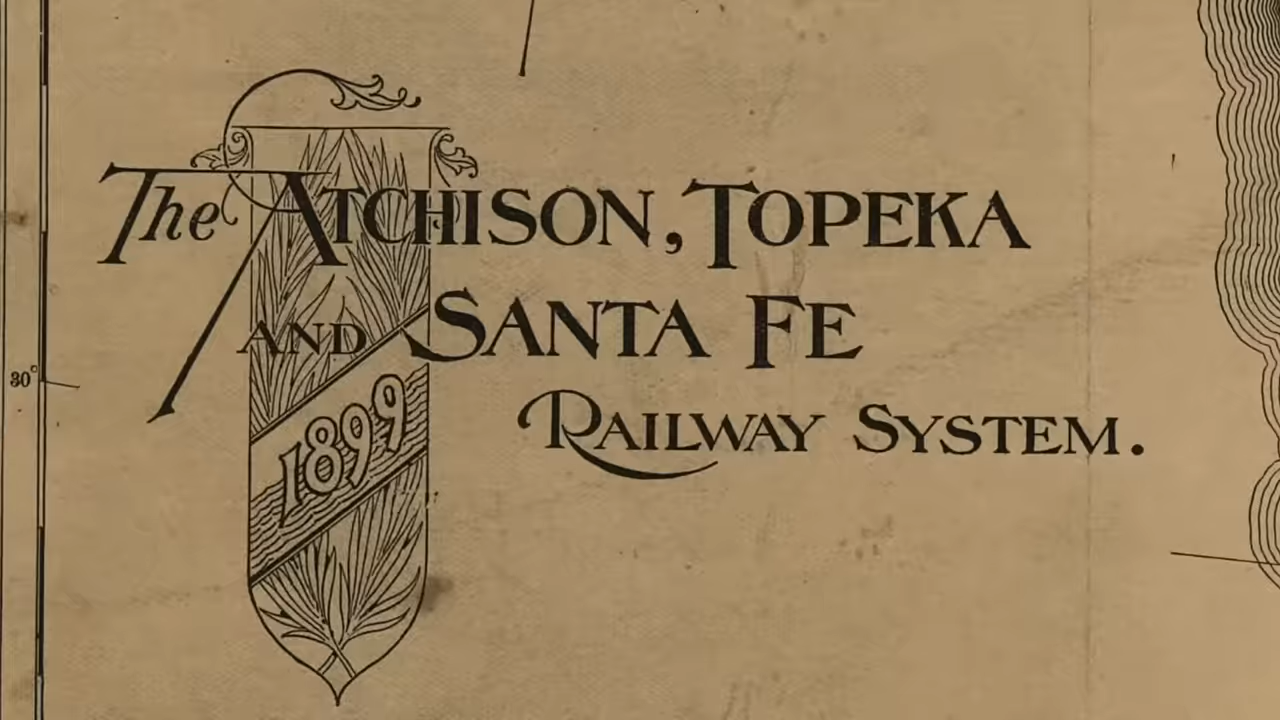 The ATCHISON, TOPEKA
AND SANTA FE
RAILWAY SYSTEM.
1899
30°